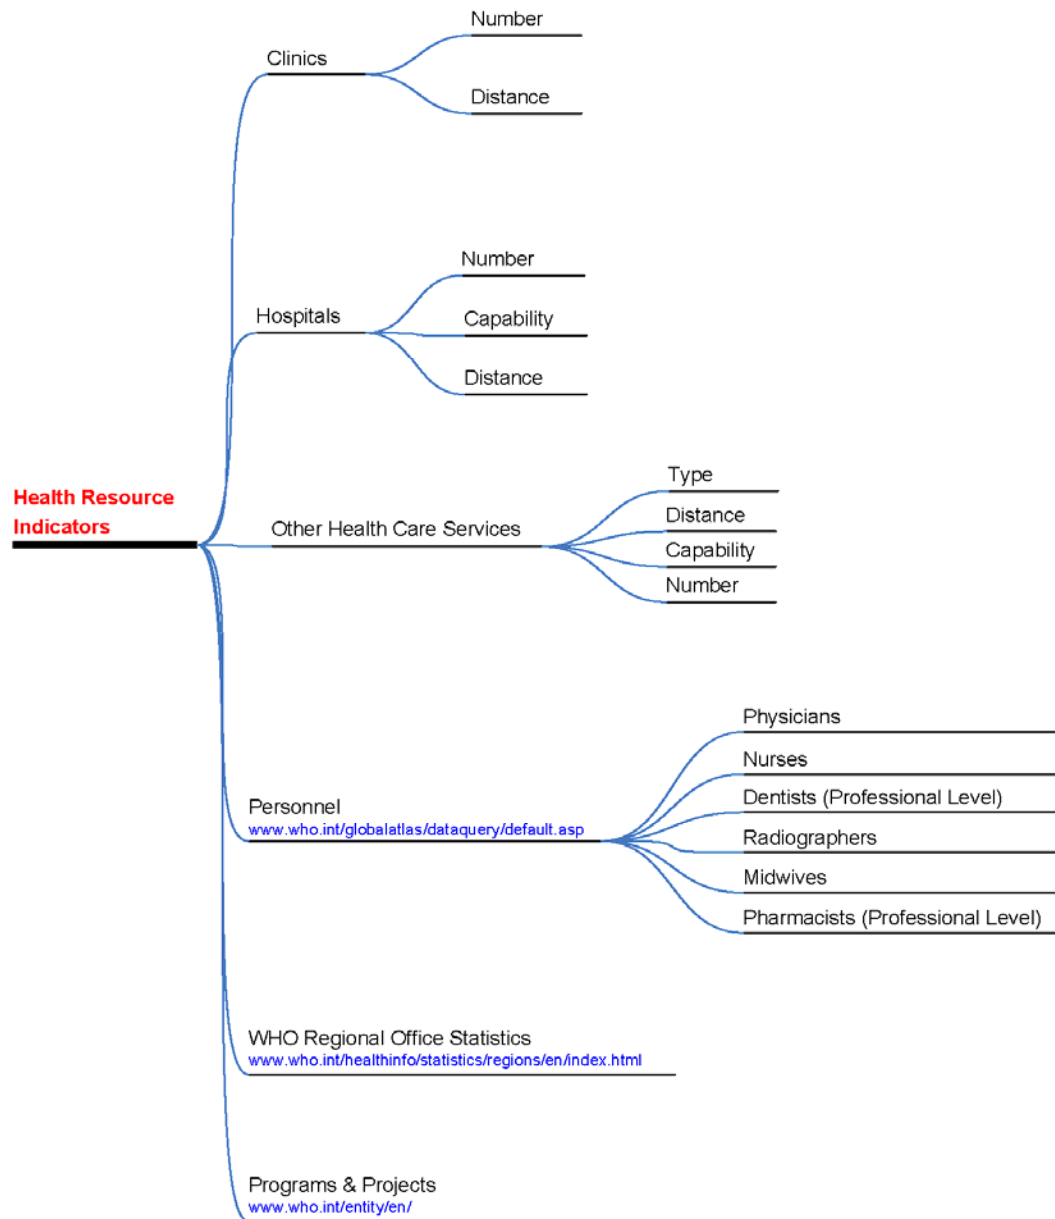 Number
Clinics
Distance
Number
Hospitals
Capability
Distance
Health Resource
Indicators
Type
Other Health Care Services
Distance
Capability
Number
Physicians
Nurses
Personnel
www.who.int/globalatlas/dataquery/default.asp
Dentists (Professional Level)
Radiographers
Midwives
Pharmacists (Professional Level)
WHO Regional Office Statistics
www.who.int/healthinfo/statistics/regions/en/index.html
Programs & Projects
www.who.int/entity/en/